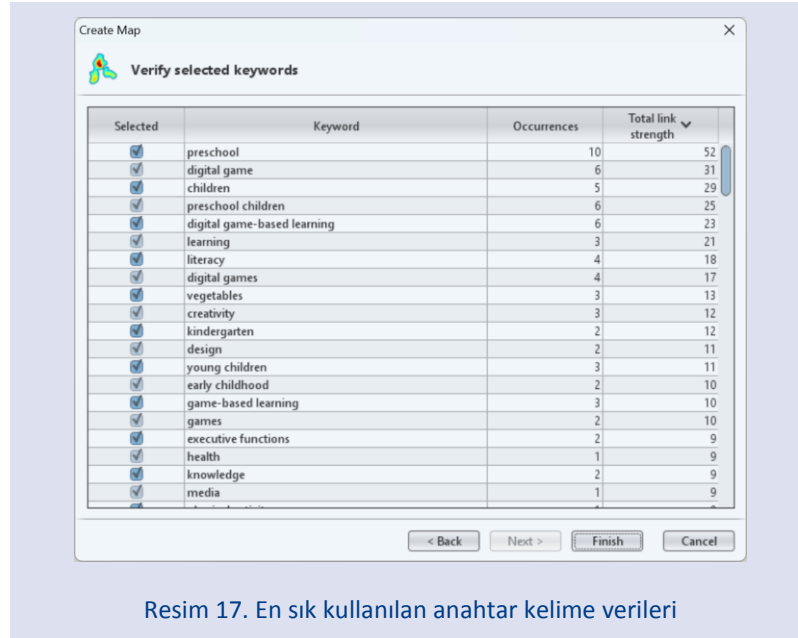 Create Map
Verify selected keywords
Selected Keyword Occurrences Total link strength
preschool 10 52
digital game 6 31
children 5 29
preschool children 6 25
digital game-based learning 6 23
learning 3 21
literacy 4 18
digital games 4 17
vegetables 3 13
creativity 3 12
kindergarten 2 12
design 2 11
young children 3 11
early childhood 2 10
game-based learning 3 10
games 2 10
executive functions 2 9
health 1 9
knowledge 2 9
media 1 9
< Back Next > Finish Cancel
Resim 17. En sık kullanılan anahtar kelime verileri